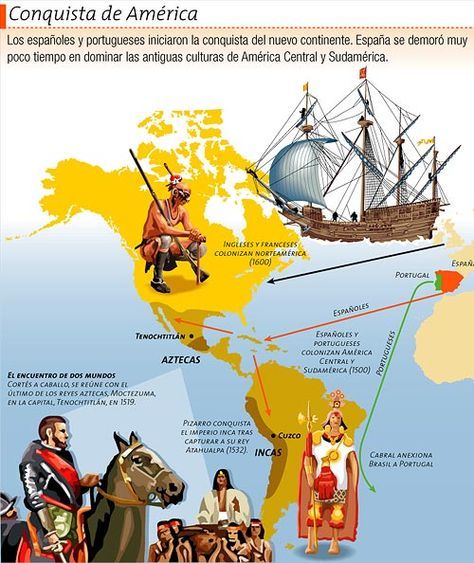 Conquista de América
Los españoles y portugueses iniciaron la conquista del nuevo continente. España se demoró muy
poco tiempo en dominar las antiguas culturas de América Central y Sudamérica.
Ingleses y franceses
colonizan norteamérica
(1600)
España
Portugal
Españoles
Españoles y
portugueses
colonizan América
Central y
Sudamérica (1500)
Portugueses
Tenochtitlán
AZTECAS
El encuentro de dos mundos
Cortés a caballo, se reúne con el
último de los reyes aztecas, Moctezuma,
en la capital, Tenochtitlán, en 1519.
Pizarro conquista
el imperio inca tras
capturar a su rey
Atahualpa (1532).
Cuzco
INCAS
Cabral anexiona
Brasil a Portugal